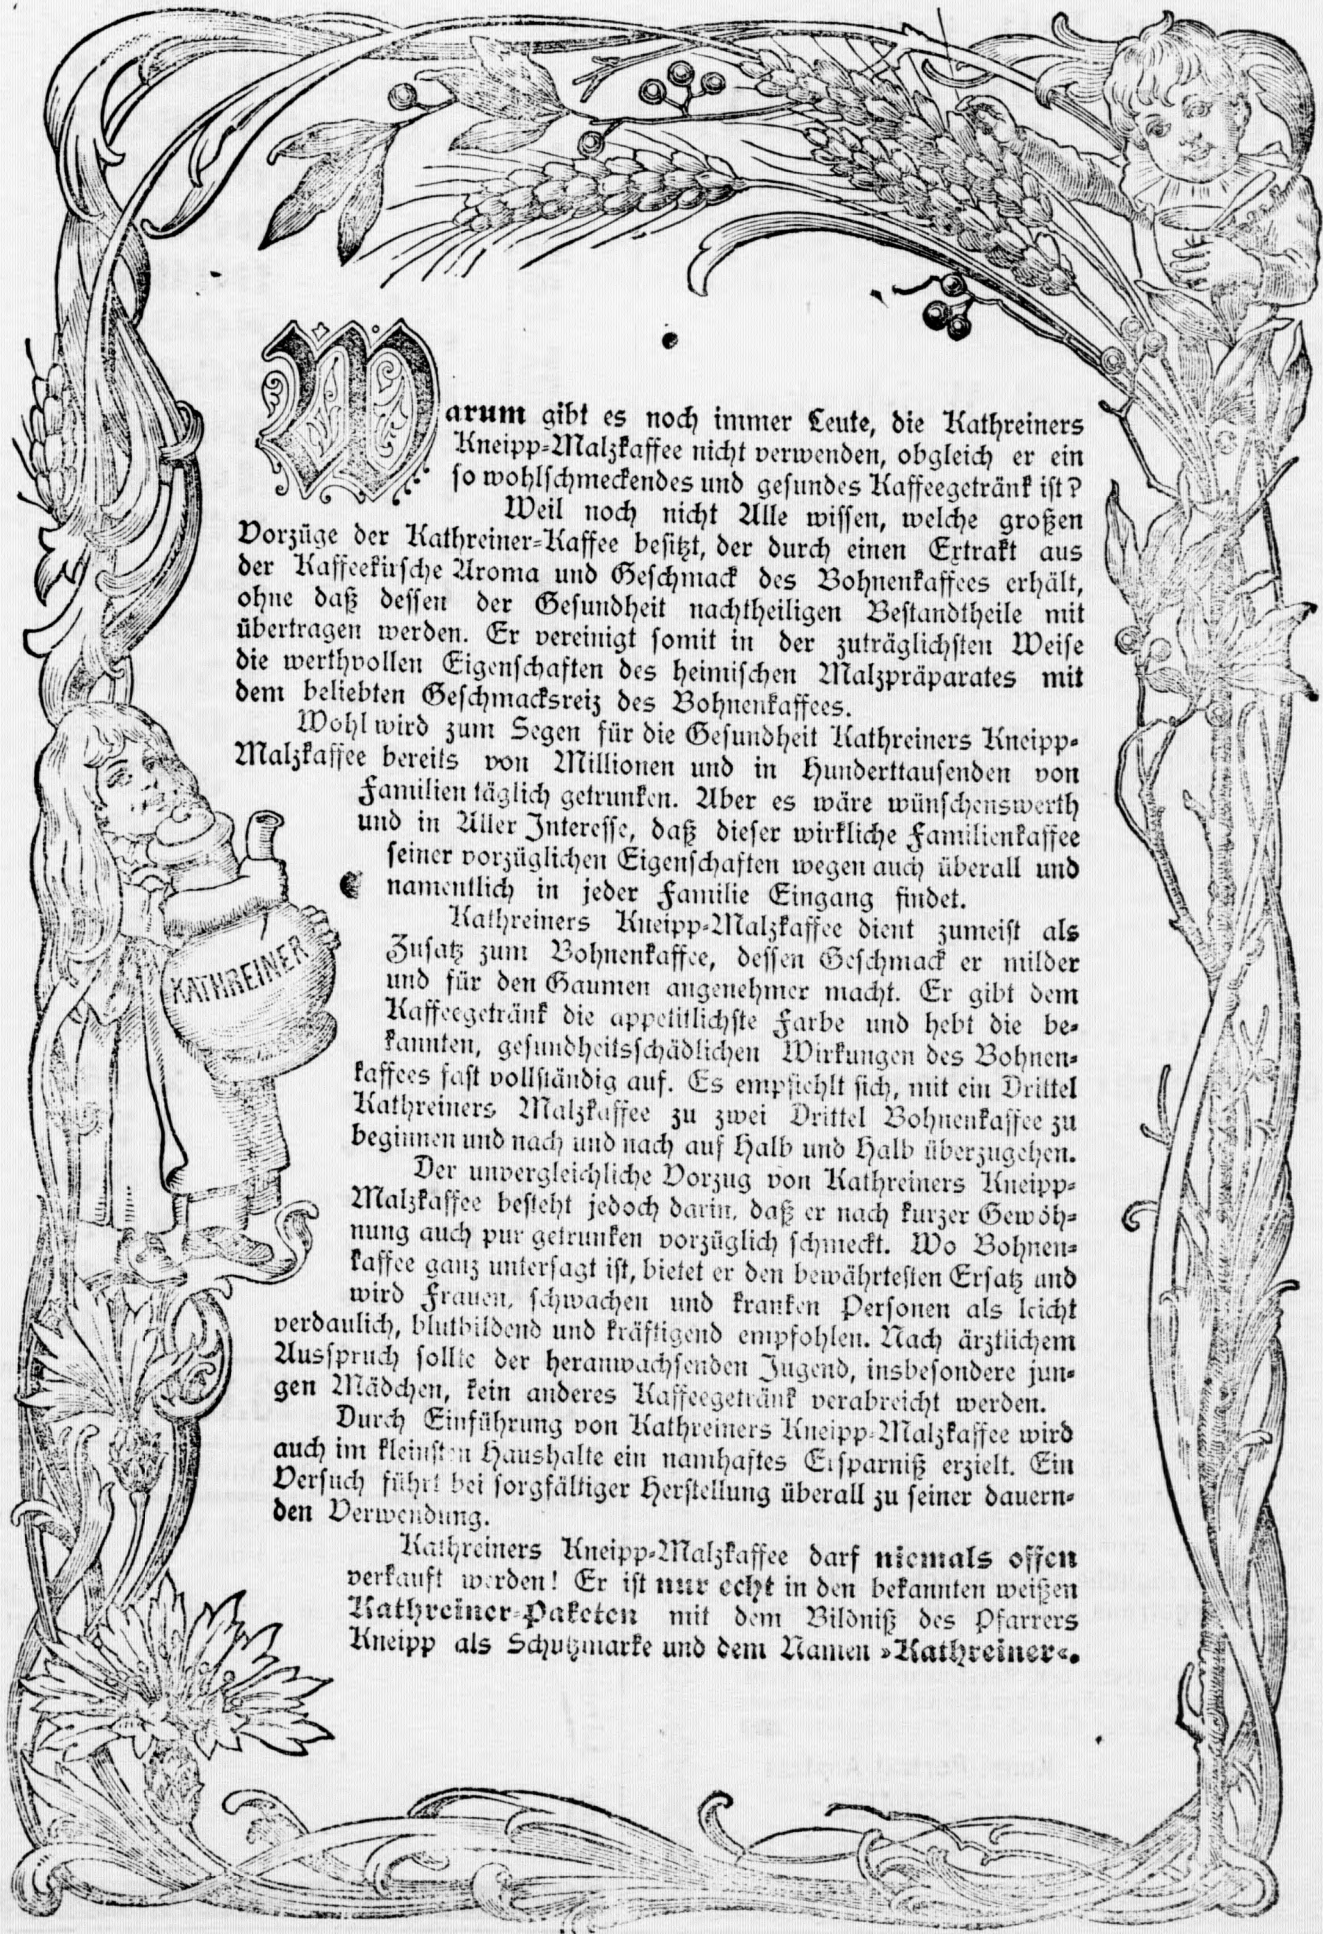 Warum gibt es noch immer Leute, die Kathreiners
Kneipp-Malzkaffee nicht verwenden, obgleich er ein
so wohlschmeckendes und gesundes Kaffeegetränk ist?
Weil noch nicht Alle wissen, welche großen
Vorzüge der Kathreiner-Kaffee besitzt, der durch einen Extrakt aus
der Kaffeekirsche Aroma und Geschmack des Bohnenkaffees erhält,
ohne daß dessen der Gesundheit nachtheiligen Bestandtheile mit
übertragen werden. Er vereinigt somit in der zuträglichsten Weise
die werthvollen Eigenschaften des heimischen Malzpräparates mit
dem beliebten Geschmacksreiz des Bohnenkaffees.
Wohl wird zum Segen für die Gesundheit Kathreiners Kneipp-
Malzkaffee bereits von Millionen und in Hunderttausenden von
Familien täglich getrunken. Aber es wäre wünschenswerth
und in Aller Interesse, daß dieser wirkliche Familienkaffee
seiner vorzüglichen Eigenschaften wegen auch überall und
namentlich in jeder Familie Eingang findet.
Kathreiners Kneipp-Malzkaffee dient zumeist als
Zusatz zum Bohnenkaffee, dessen Geschmack er milder
und für den Gaumen angenehmer macht. Er gibt dem
Kaffeegetränk die appetitlichste Farbe und hebt die be-
kannten, gesundheitsschädlichen Wirkungen des Bohnen-
kaffees fast vollständig auf. Es empfiehlt sich, mit ein Drittel
Kathreiners Malzkaffee zu zwei Drittel Bohnenkaffee zu
beginnen und nach und nach auf Halb und Halb überzugehen.
Der unvergleichliche Vorzug von Kathreiners Kneipp-
Malzkaffee besteht jedoch darin, daß er nach kurzer Gewöh-
nung auch pur getrunken vorzüglich schmeckt. Wo Bohnen-
kaffee ganz untersagt ist, bietet er den bewährtesten Ersatz und
wird Frauen, schwachen und kranken Personen als leicht
verdaulich, blutbildend und kräftigend empfohlen. Nach ärztlichem
Ausspruch sollte der heranwachsenden Jugend, insbesondere jun-
gen Mädchen, kein anderes Kaffeegetränk verabreicht werden.
Durch Einführung von Kathreiners Kneipp-Malzkaffee wird
auch im kleinsten Haushalte ein namhaftes Ersparniß erzielt. Ein
Versuch führt bei sorgfältiger Herstellung überall zu seiner dauern-
den Verwendung.
Kathreiners Kneipp-Malzkaffee darf niemals offen
verkauft werden! Er ist nur echt in den bekannten weißen
Kathreiner-Paketen mit dem Bildniß des Pfarrers
Kneipp als Schutzmarke und dem Namen »Kathreiner«.
KATHREINER